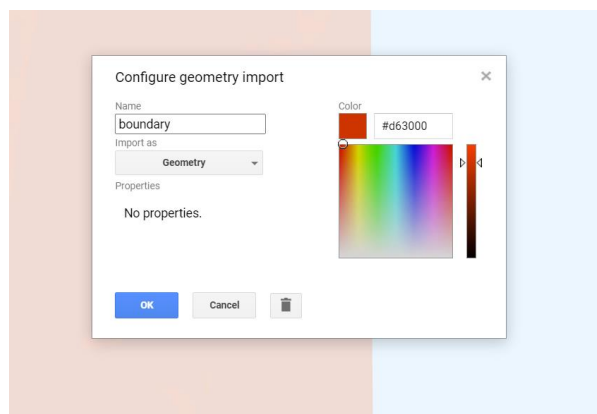 Configure geometry import
Name
boundary
Import as
Geometry
Properties
No properties.
Color
#d63000
OK
Cancel